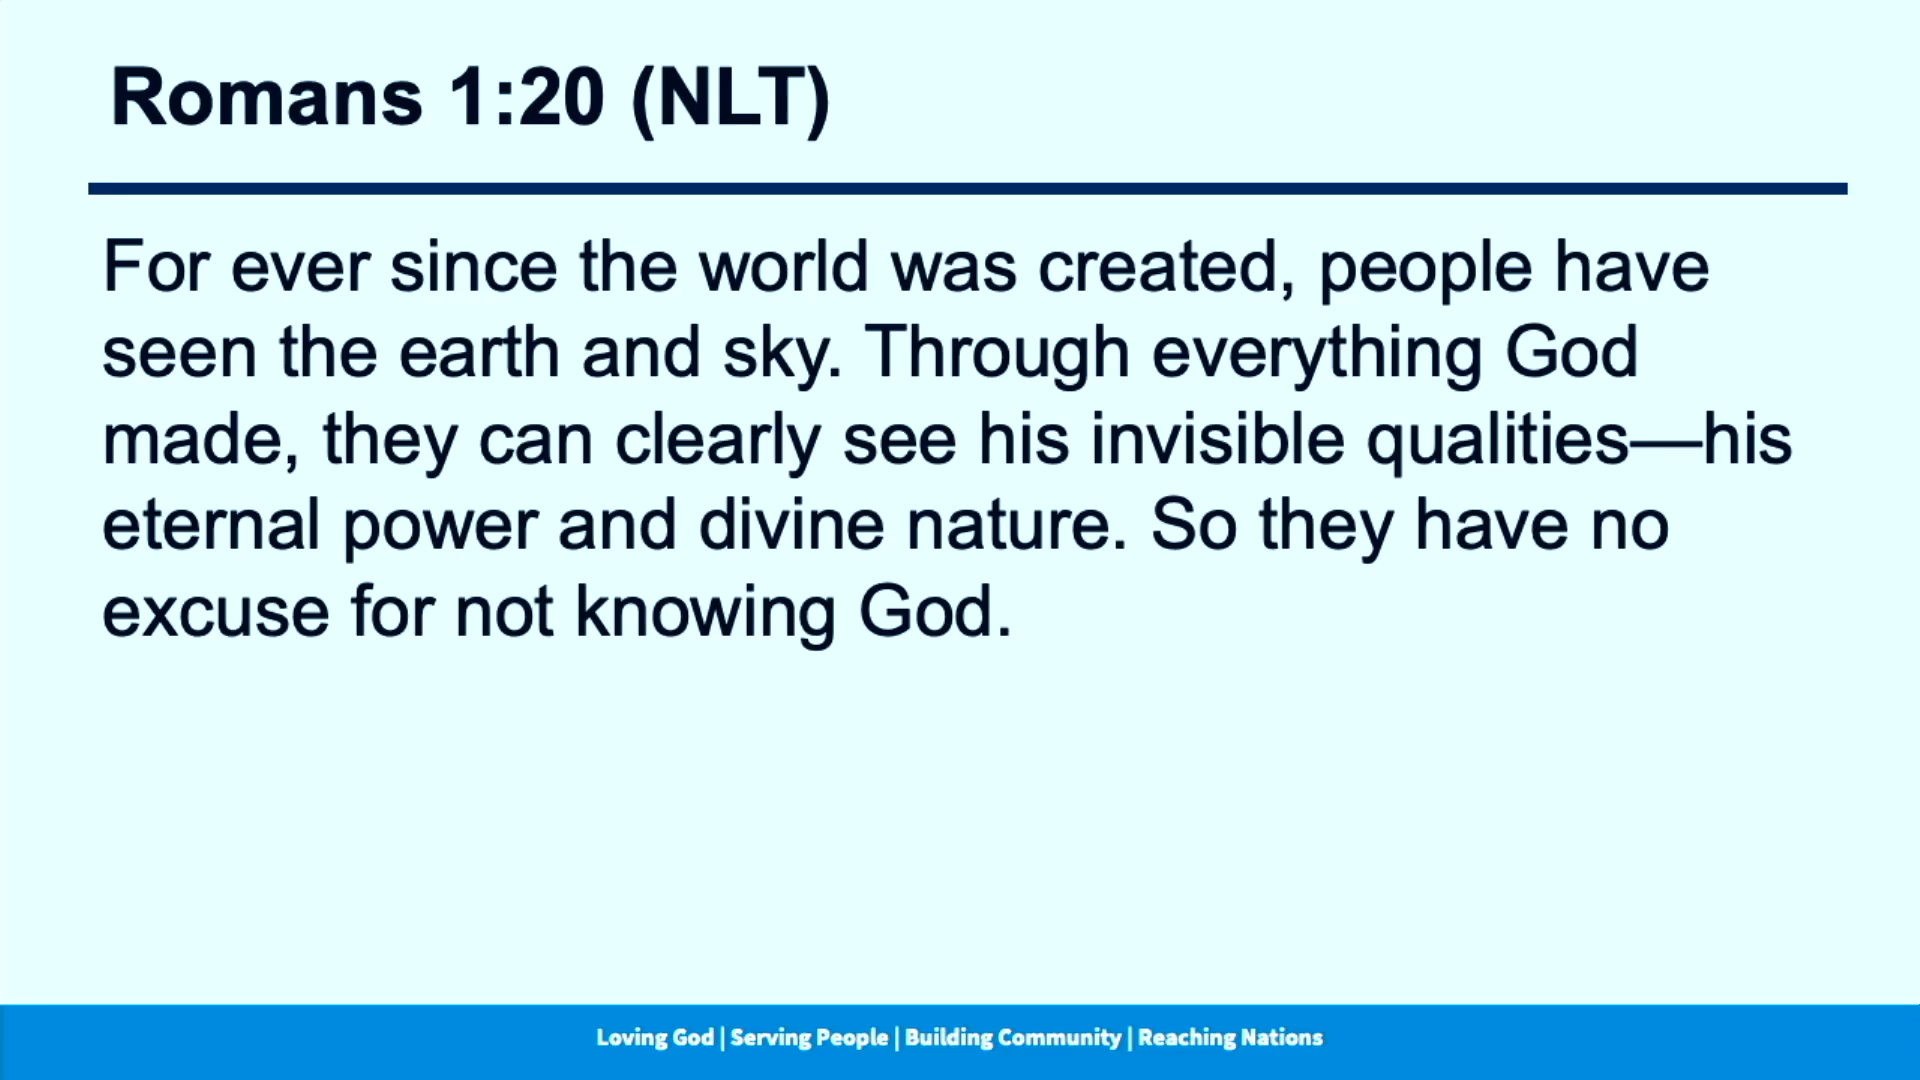 Romans 1:20 (NLT)
For ever since the world was created, people have
seen the earth and sky. Through everything God
made, they can clearly see his invisible qualities—his
eternal power and divine nature. So they have no
excuse for not knowing God.
Loving God | Serving People | Building Community | Reaching Nations